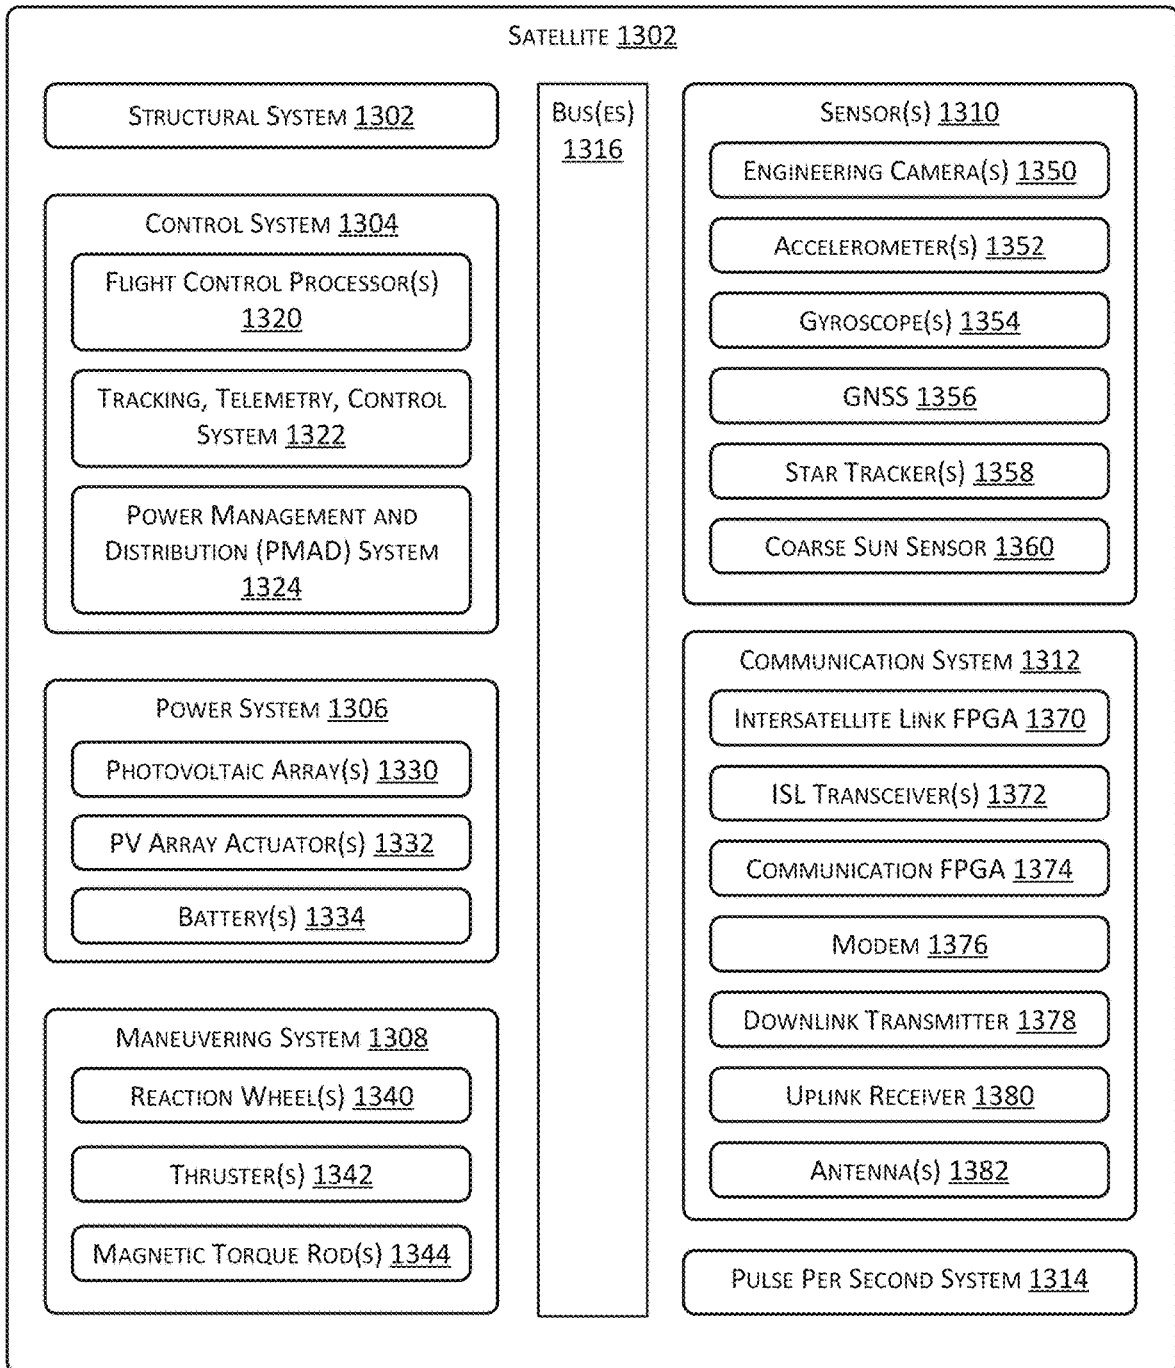 SATELLITE 1302
STRUCTURAL SYSTEM 1302
CONTROL SYSTEM 1304
FLIGHT CONTROL PROCESSOR(S)
1320
TRACKING, TELEMETRY, CONTROL
SYSTEM 1322
POWER MANAGEMENT AND
DISTRIBUTION (PMAD) SYSTEM
1324
POWER SYSTEM 1306
PHOTOVOLTAIC ARRAY(S) 1330
PV ARRAY ACTUATOR(S) 1332
BATTERY(S) 1334
MANEUVERING SYSTEM 1308
REACTION WHEEL(S) 1340
THRUSTER(S) 1342
MAGNETIC TORQUE ROD(S) 1344
BUS(ES)
1316
SENSOR(S) 1310
ENGINEERING CAMERA(S) 1350
ACCELEROMETER(S) 1352
GYROSCOPE(S) 1354
GNSS 1356
STAR TRACKER(S) 1358
COARSE SUN SENSOR 1360
COMMUNICATION SYSTEM 1312
INTERSATELLITE LINK FPGA 1370
ISL TRANSCEIVER(S) 1372
COMMUNICATION FPGA 1374
MODEM 1376
DOWNLINK TRANSMITTER 1378
UPLINK RECEIVER 1380
ANTENNA(S) 1382
PULSE PER SECOND SYSTEM 1314